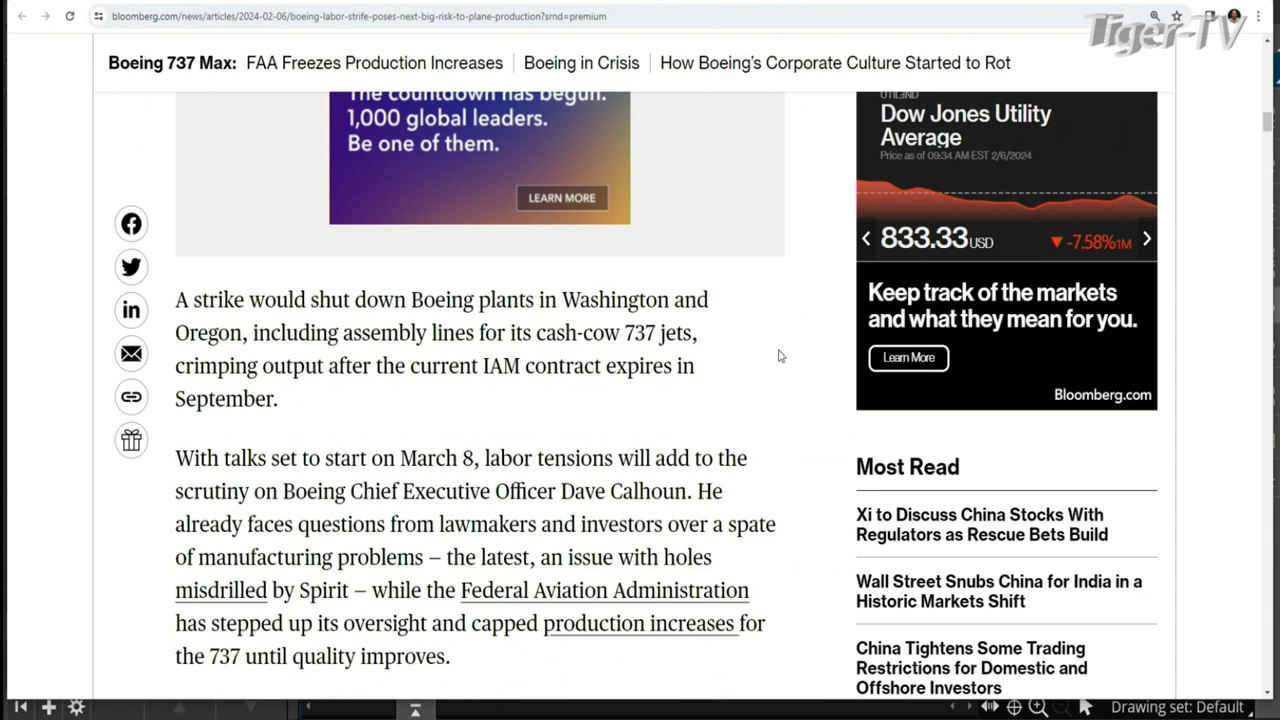 bloomberg.com/news/articles/2024-02-06/boeing-labor-strife-poses-next-big-risk-to-plane-production?srnd=premium
Tiger-TV
Boeing 737 Max: FAA Freezes Production Increases Boeing in Crisis How Boeing's Corporate Culture Started to Rot
The countdown has begun.
1,000 global leaders.
Be one of them.
LEARN MORE
Dow Jones Utility
Average
Price as of 09:34 AM EST 2/6/2024
833.33 USD ▼ -7.58% 1M
Keep track of the markets
and what they mean for you.
Learn More
Bloomberg.com
A strike would shut down Boeing plants in Washington and
Oregon, including assembly lines for its cash-cow 737 jets,
crimping output after the current IAM contract expires in
September.
With talks set to start on March 8, labor tensions will add to the
scrutiny on Boeing Chief Executive Officer Dave Calhoun. He
already faces questions from lawmakers and investors over a spate
of manufacturing problems — the latest, an issue with holes
misdrilled by Spirit — while the Federal Aviation Administration
has stepped up its oversight and capped production increases for
the 737 until quality improves.
Most Read
Xi to Discuss China Stocks With
Regulators as Rescue Bets Build
Wall Street Snubs China for India in a
Historic Markets Shift
China Tightens Some Trading
Restrictions for Domestic and
Offshore Investors
Drawing set: Default